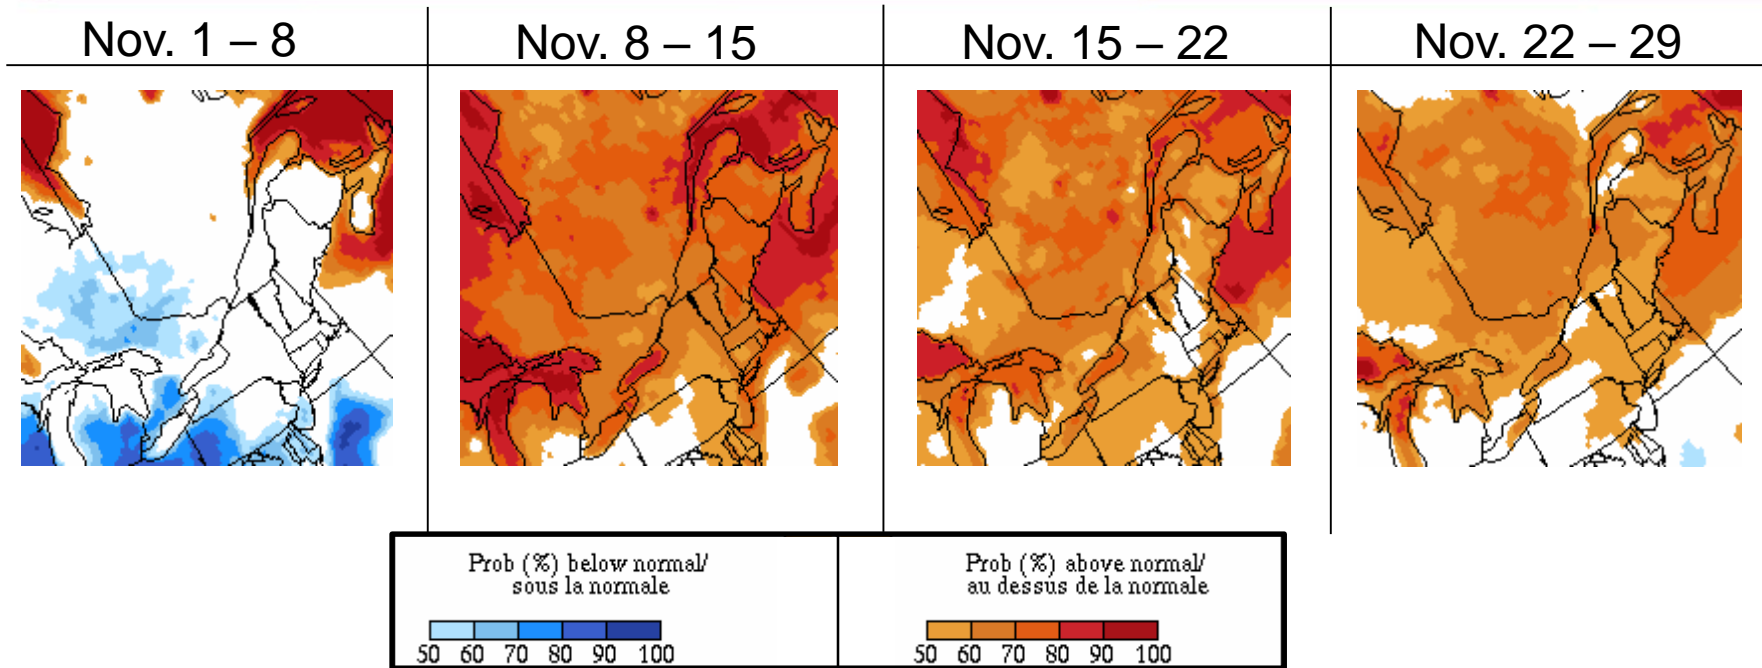 Nov. 1 – 8
Nov. 8 – 15
Nov. 15 – 22
Nov. 22 – 29
Prob (%) below normal/
sous la normale
50 60 70 80 90 100
Prob (%) above normal/
au dessus de la normale
50 60 70 80 90 100